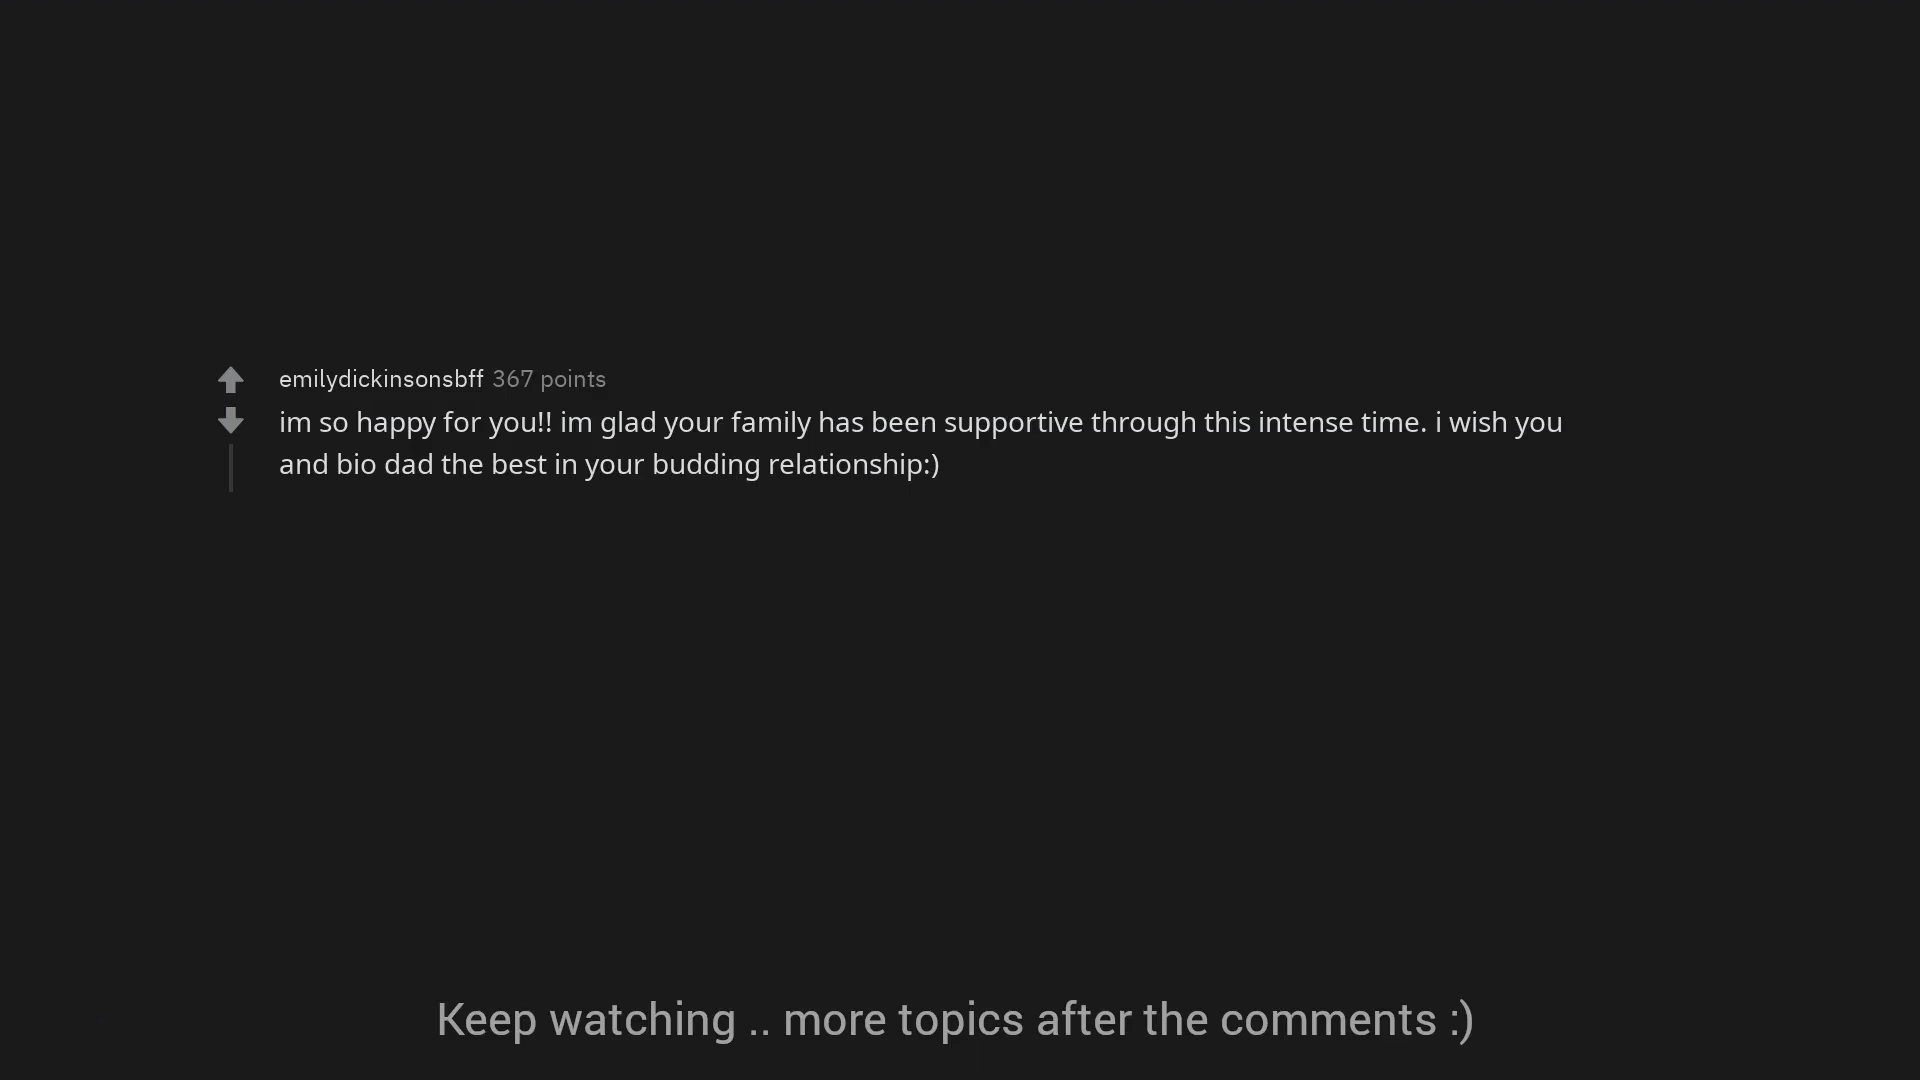 emilydickinsonsbff 367 points
im so happy for you!! im glad your family has been supportive through this intense time. i wish you
and bio dad the best in your budding relationship:)
Keep watching .. more topics after the comments :)